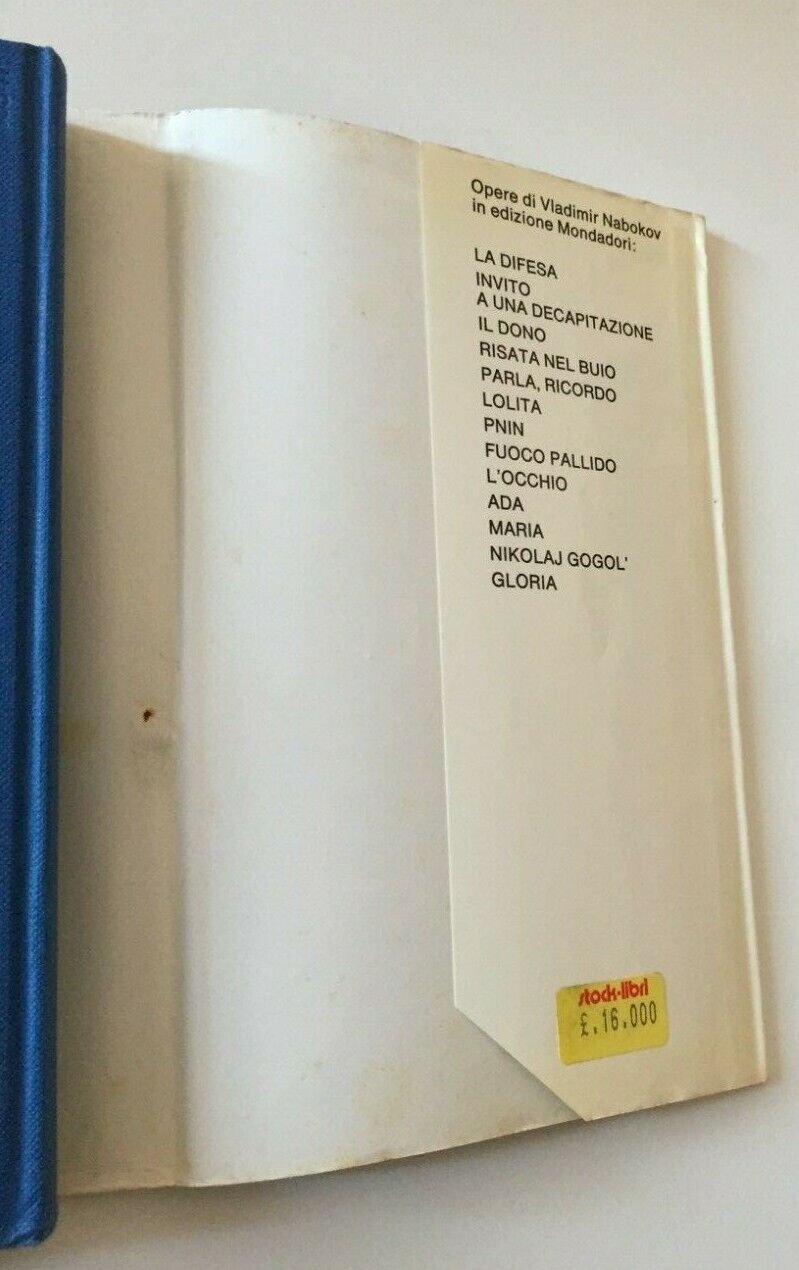 Opere di Vladimir Nabokov
in edizione Mondadori:
LA DIFESA
INVITO
A UNA DECAPITAZIONE
IL DONO
RISATA NEL BUIO
PARLA, RICORDO
LOLITA
PNIN
FUOCO PALLIDO
L'OCCHIO
ADA
MARIA
NIKOLAJ GOGOL'
GLORIA
stock-libri
£.16.000